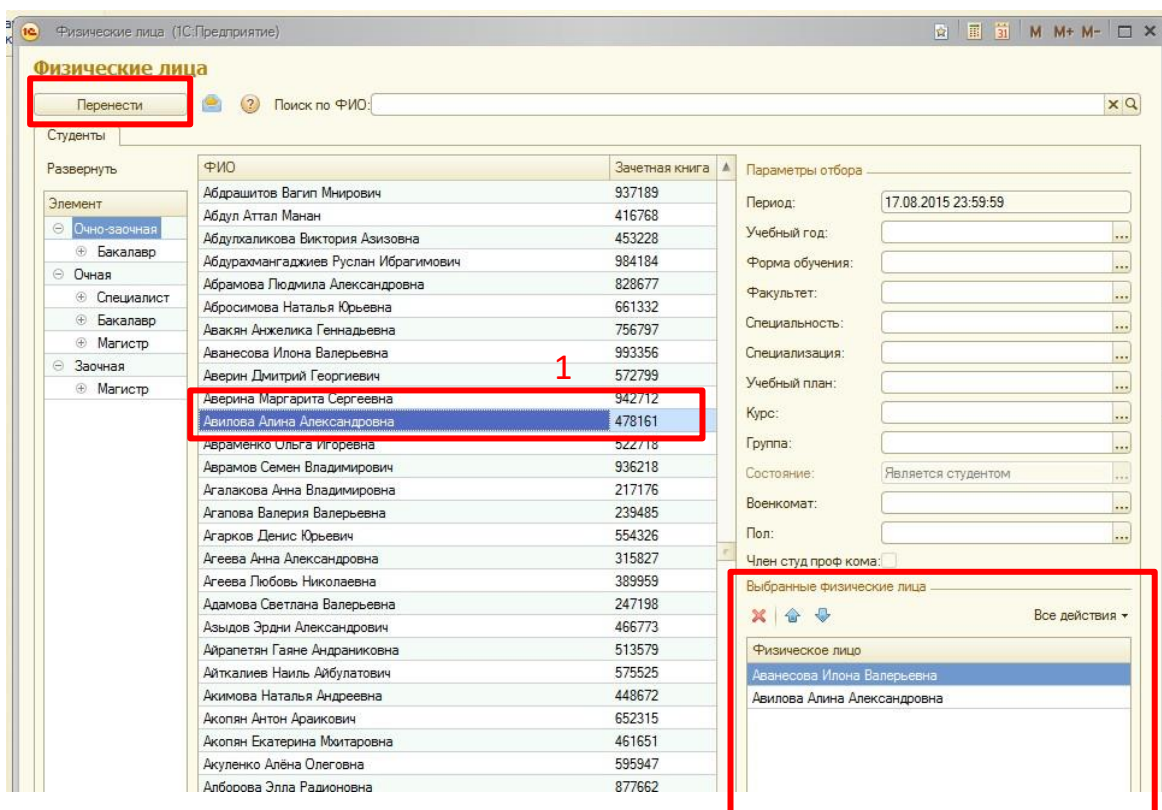 Физические лица (1С:Предприятие)
M M+ M-
31
Физические лица
Перенести
Поиск по ФИО:
Студенты
Развернуть
Элемент
Очно-заочная
Бакалавр
Очная
Специалист
Бакалавр
Магистр
Заочная
Магистр
ФИО Зачетная книга
Абдрашитов Вагип Мнирович 937189
Абдул Аттал Манан 416768
Абдулхаликова Виктория Азизовна 453228
Абдурахмангаджиев Руслан Ибрагимович 984184
Абрамова Людмила Александровна 828677
Абросимова Наталья Юрьевна 661332
Авакян Анжелика Геннадьевна 756797
Аванесова Илона Валерьевна 993356
Аверин Дмитрий Георгиевич 572799
1
Аверина Маргарита Сергеевна 942712
Авилова Алина Александровна 478161
Авраменко Ольга Игоревна 522718
Аврамов Семен Владимирович 936218
Агалакова Анна Владимировна 217176
Агапова Валерия Валерьевна 239485
Агарков Денис Юрьевич 554326
Агеева Анна Александровна 315827
Агеева Любовь Николаевна 389959
Адамова Светлана Валерьевна 247198
Азыдов Эрдни Александрович 466773
Айрапетян Гаяне Андраниковна 513579
Айткалиев Наиль Айбулатович 575525
Акимова Наталья Андреевна 448672
Акопян Антон Араикович 652315
Акопян Екатерина Мхитаровна 461651
Акуленко Алёна Олеговна 595947
Алборова Элла Радионовна 877662
Параметры отбора
Период: 17.08.2015 23:59:59
Учебный год:
Форма обучения:
Факультет:
Специальность:
Специализация:
Учебный план:
Курс:
Группа:
Состояние: Является студентом
Военкомат:
Пол:
Член студ проф кома:
Выбранные физические лица
Все действия
Физическое лицо
Аванесова Илона Валерьевна
Авилова Алина Александровна